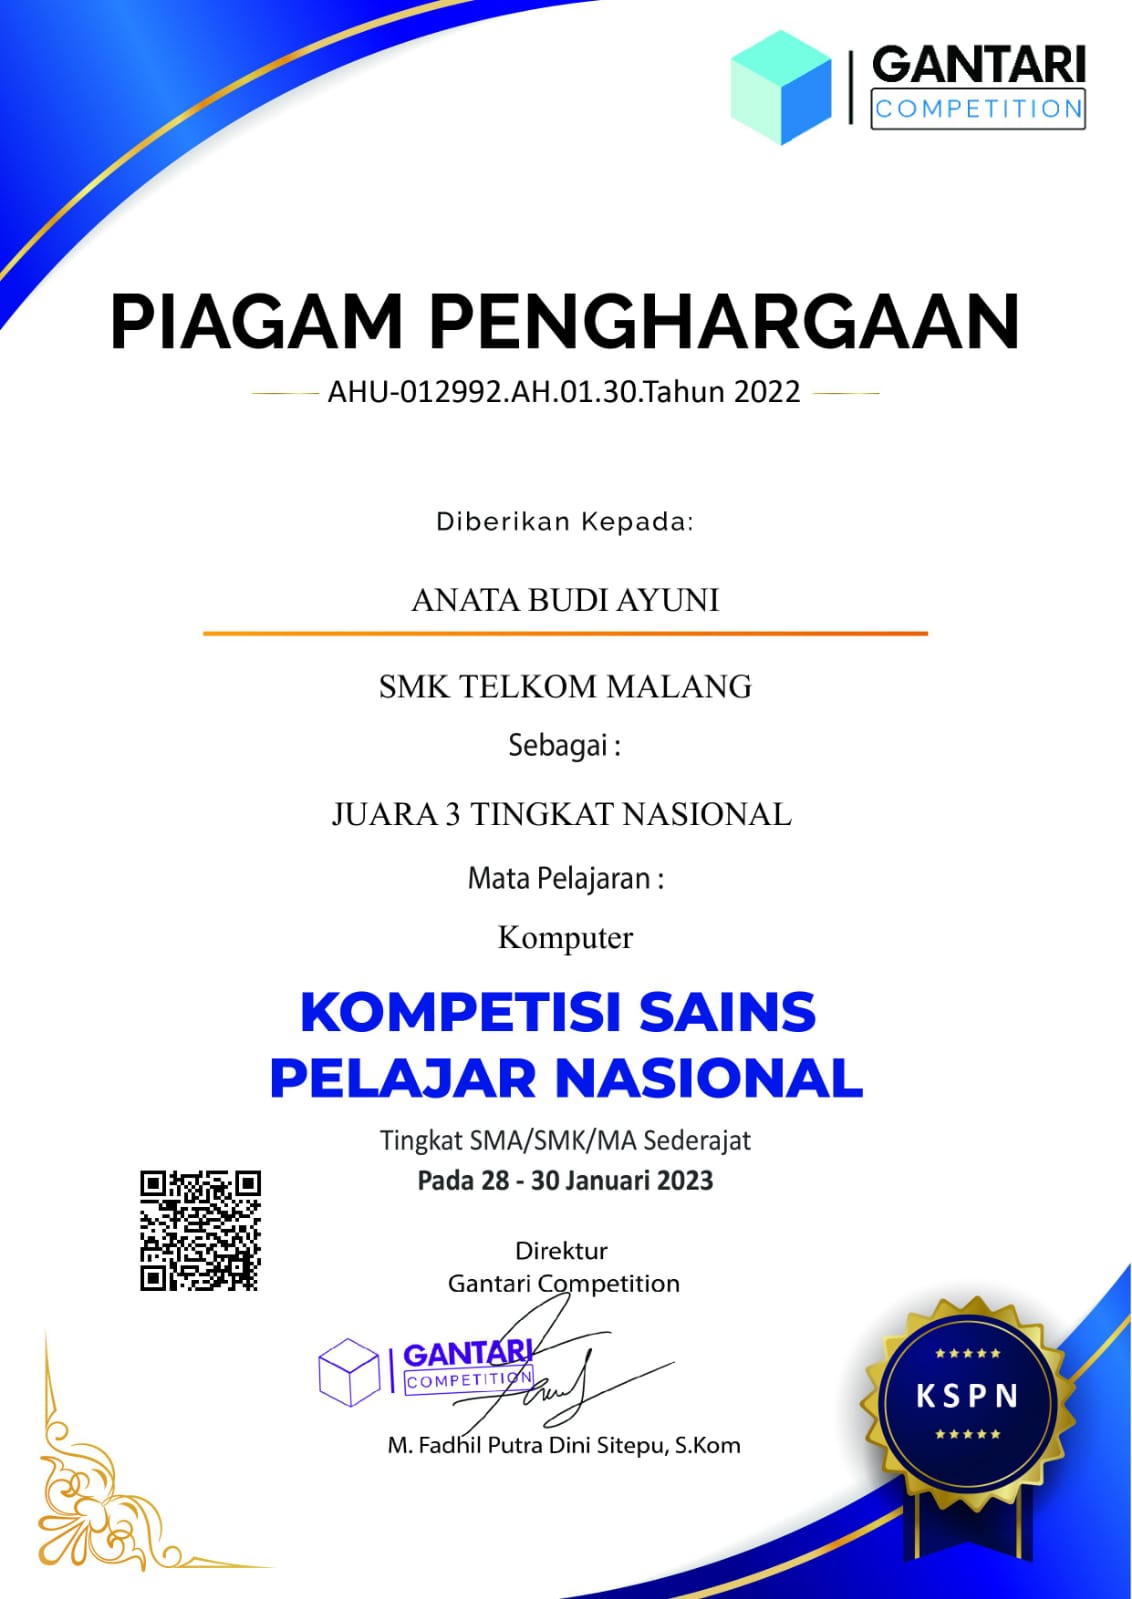 GANTARI
COMPETITION
PIAGAM PENGHARGAAN
AHU-012992.AH.01.30.Tahun 2022
Diberikan Kepada:
ANATA BUDI AYUNI
SMK TELKOM MALANG
Sebagai :
JUARA 3 TINGKAT NASIONAL
Mata Pelajaran :
Komputer
KOMPETISI SAINS
PELAJAR NASIONAL
Tingkat SMA/SMK/MA Sederajat
Pada 28 - 30 Januari 2023
Direktur
Gantari Competition
GANTARI
COMPETITION
M. Fadhil Putra Dini Sitepu, S.Kom
KSPN